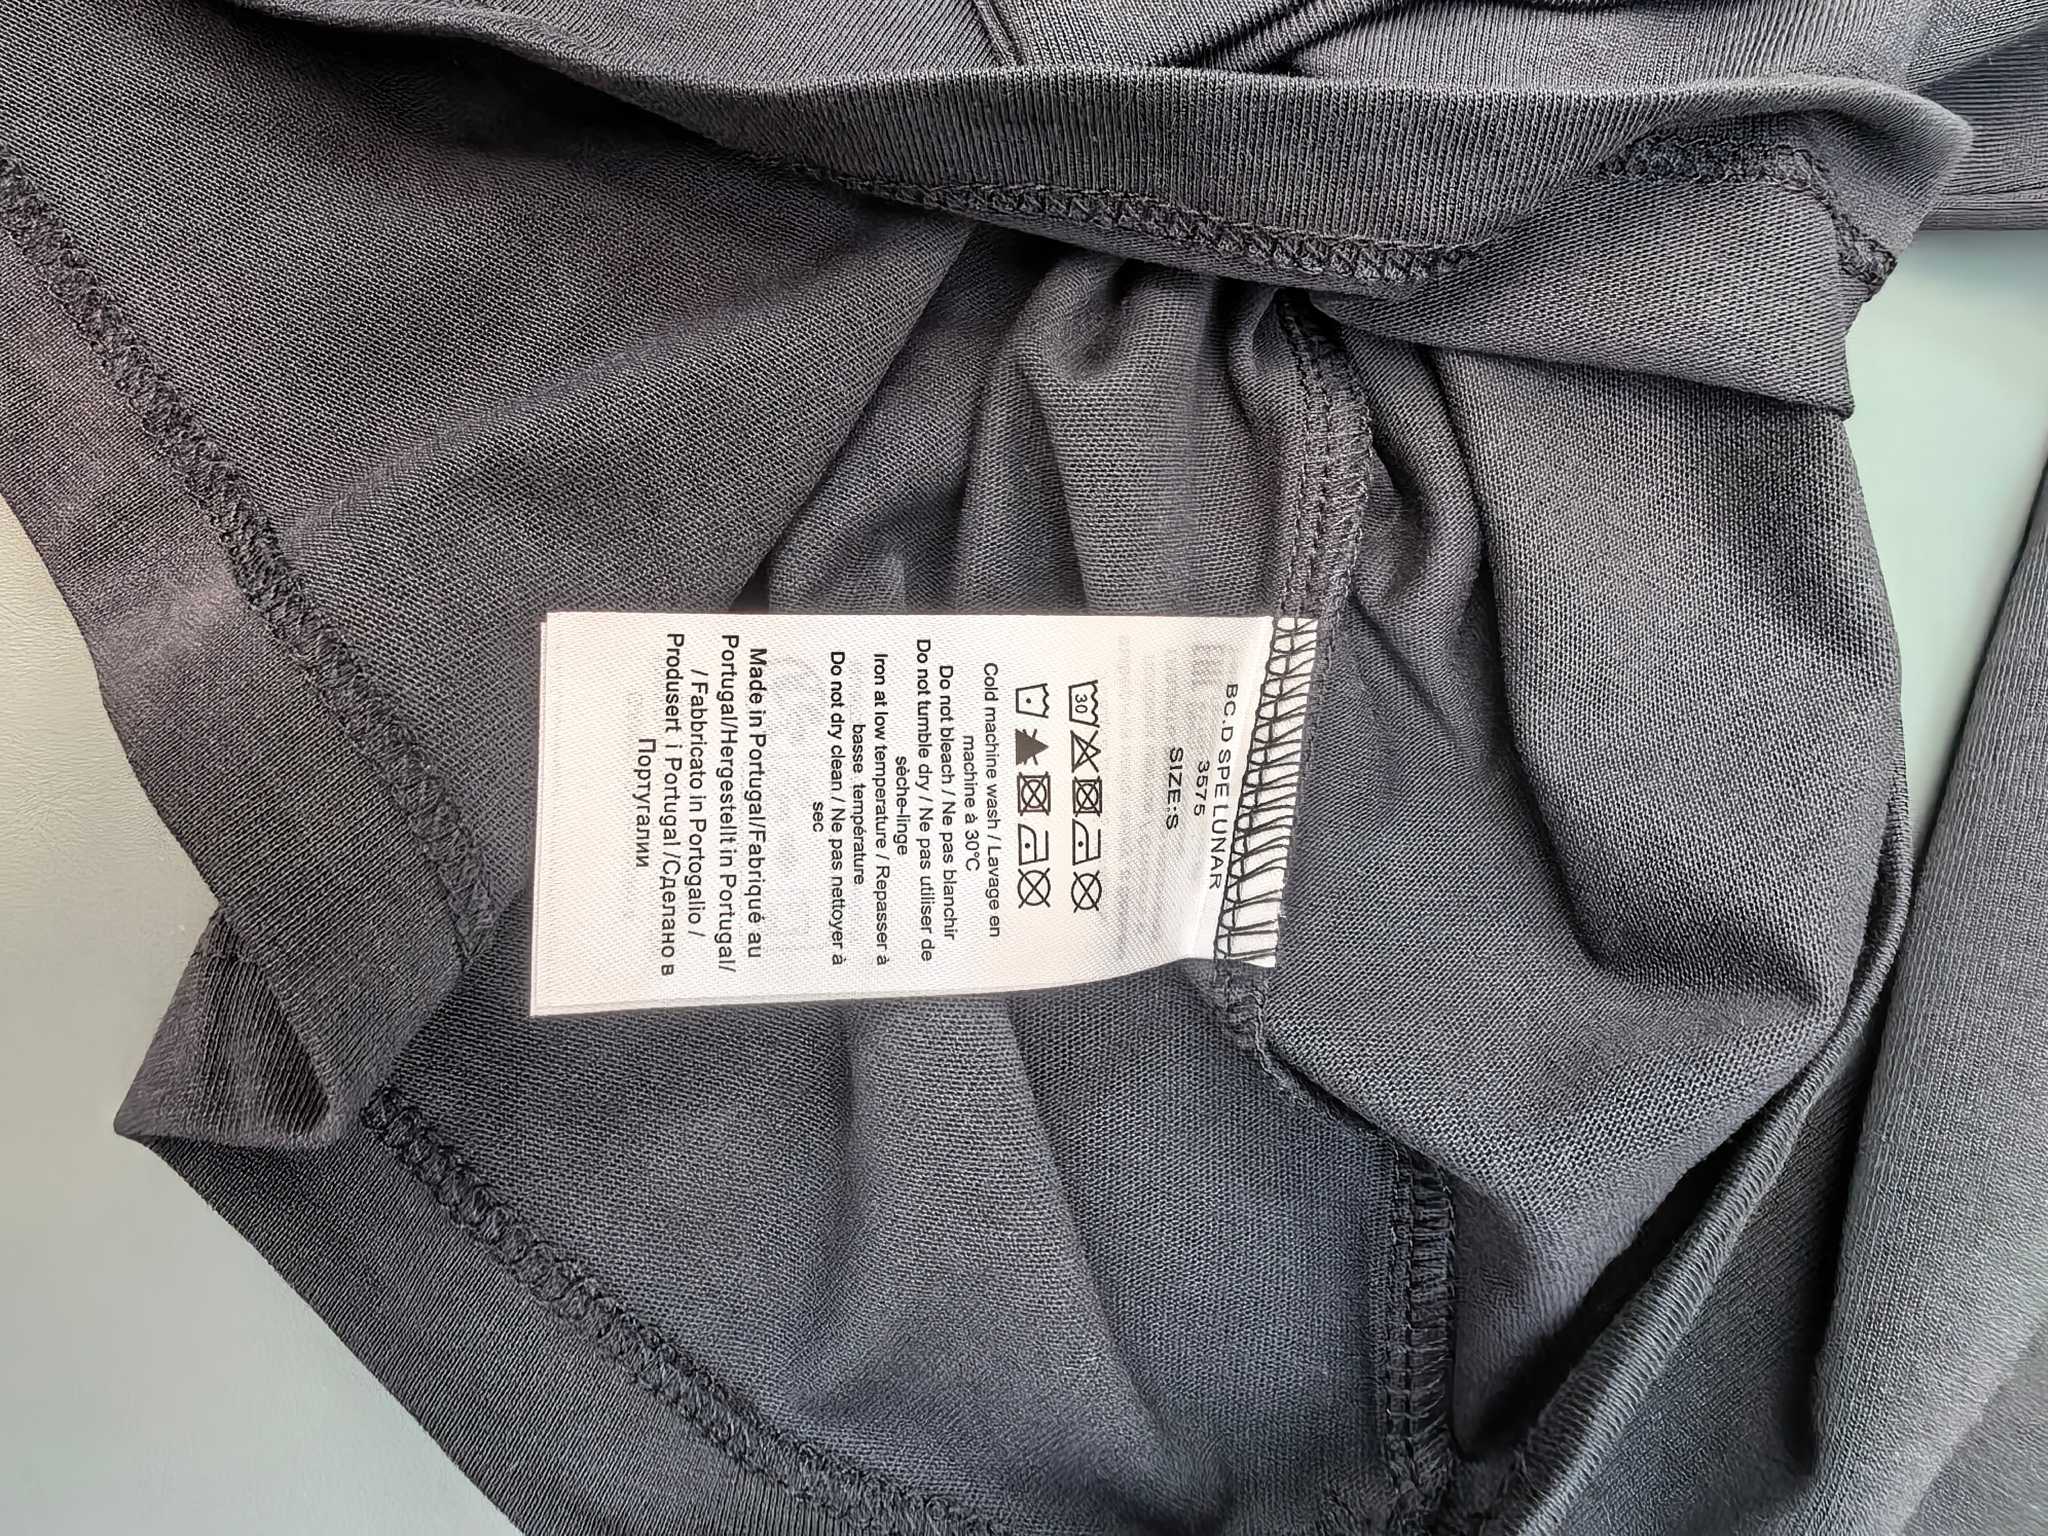 BC.D SPE LUNAR
3575
SIZE:S
30
Cold machine wash / Lavage en
machine à 30°C
Do not bleach / Ne pas blanchir
Do not tumble dry / Ne pas utiliser de
sèche-linge
Iron at low temperature / Repasser à
basse température
Do not dry clean / Ne pas nettoyer à
sec
Made in Portugal/Fabriqué au
Portugal/Hergestellt in Portugal/
/ Fabbricato in Portogalio /
Produsert i Portugal /Сделано в
Португалии